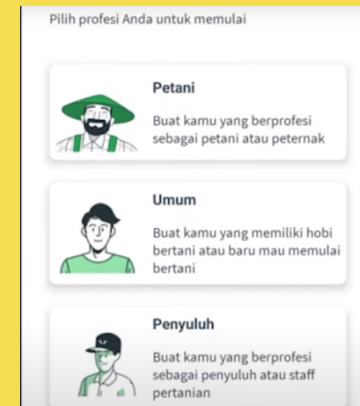 Pilih profesi Anda untuk memulai
Petani
Buat kamu yang berprofesi
sebagai petani atau peternak
Umum
Buat kamu yang memiliki hobi
bertani atau baru mau memulai
bertani
Penyuluh
Buat kamu yang berprofesi
sebagai penyuluh atau staff
pertanian